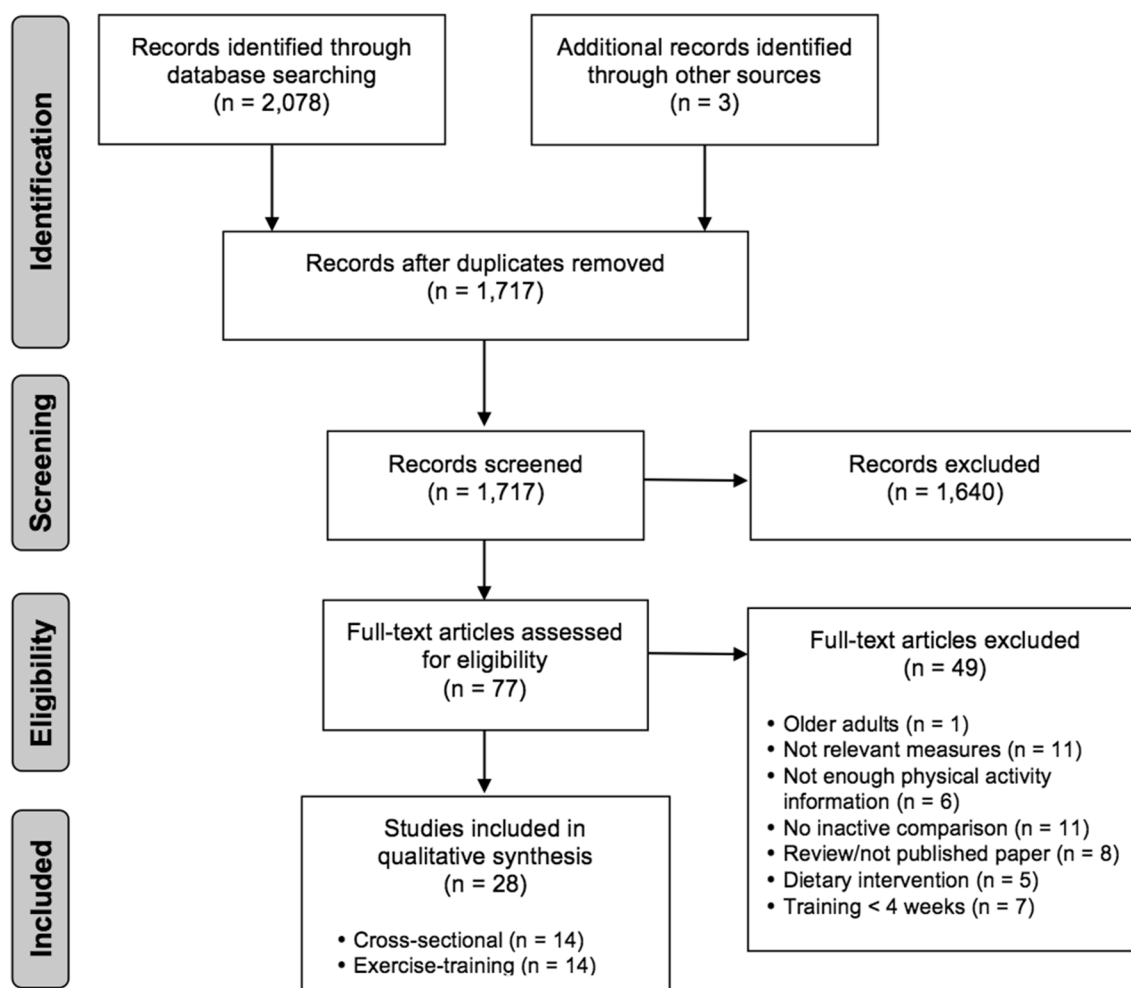 Identification
Records identified through
database searching
(n = 2,078)
Additional records identified
through other sources
(n = 3)
Records after duplicates removed
(n = 1,717)
Screening
Records screened
(n = 1,717)
Records excluded
(n = 1,640)
Eligibility
Full-text articles assessed
for eligibility
(n = 77)
Full-text articles excluded
(n = 49)
• Older adults (n = 1)
• Not relevant measures (n = 11)
• Not enough physical activity
information (n = 6)
• No inactive comparison (n = 11)
• Review/not published paper (n = 8)
• Dietary intervention (n = 5)
• Training < 4 weeks (n = 7)
Included
Studies included in
qualitative synthesis
(n = 28)
• Cross-sectional (n = 14)
• Exercise-training (n = 14)